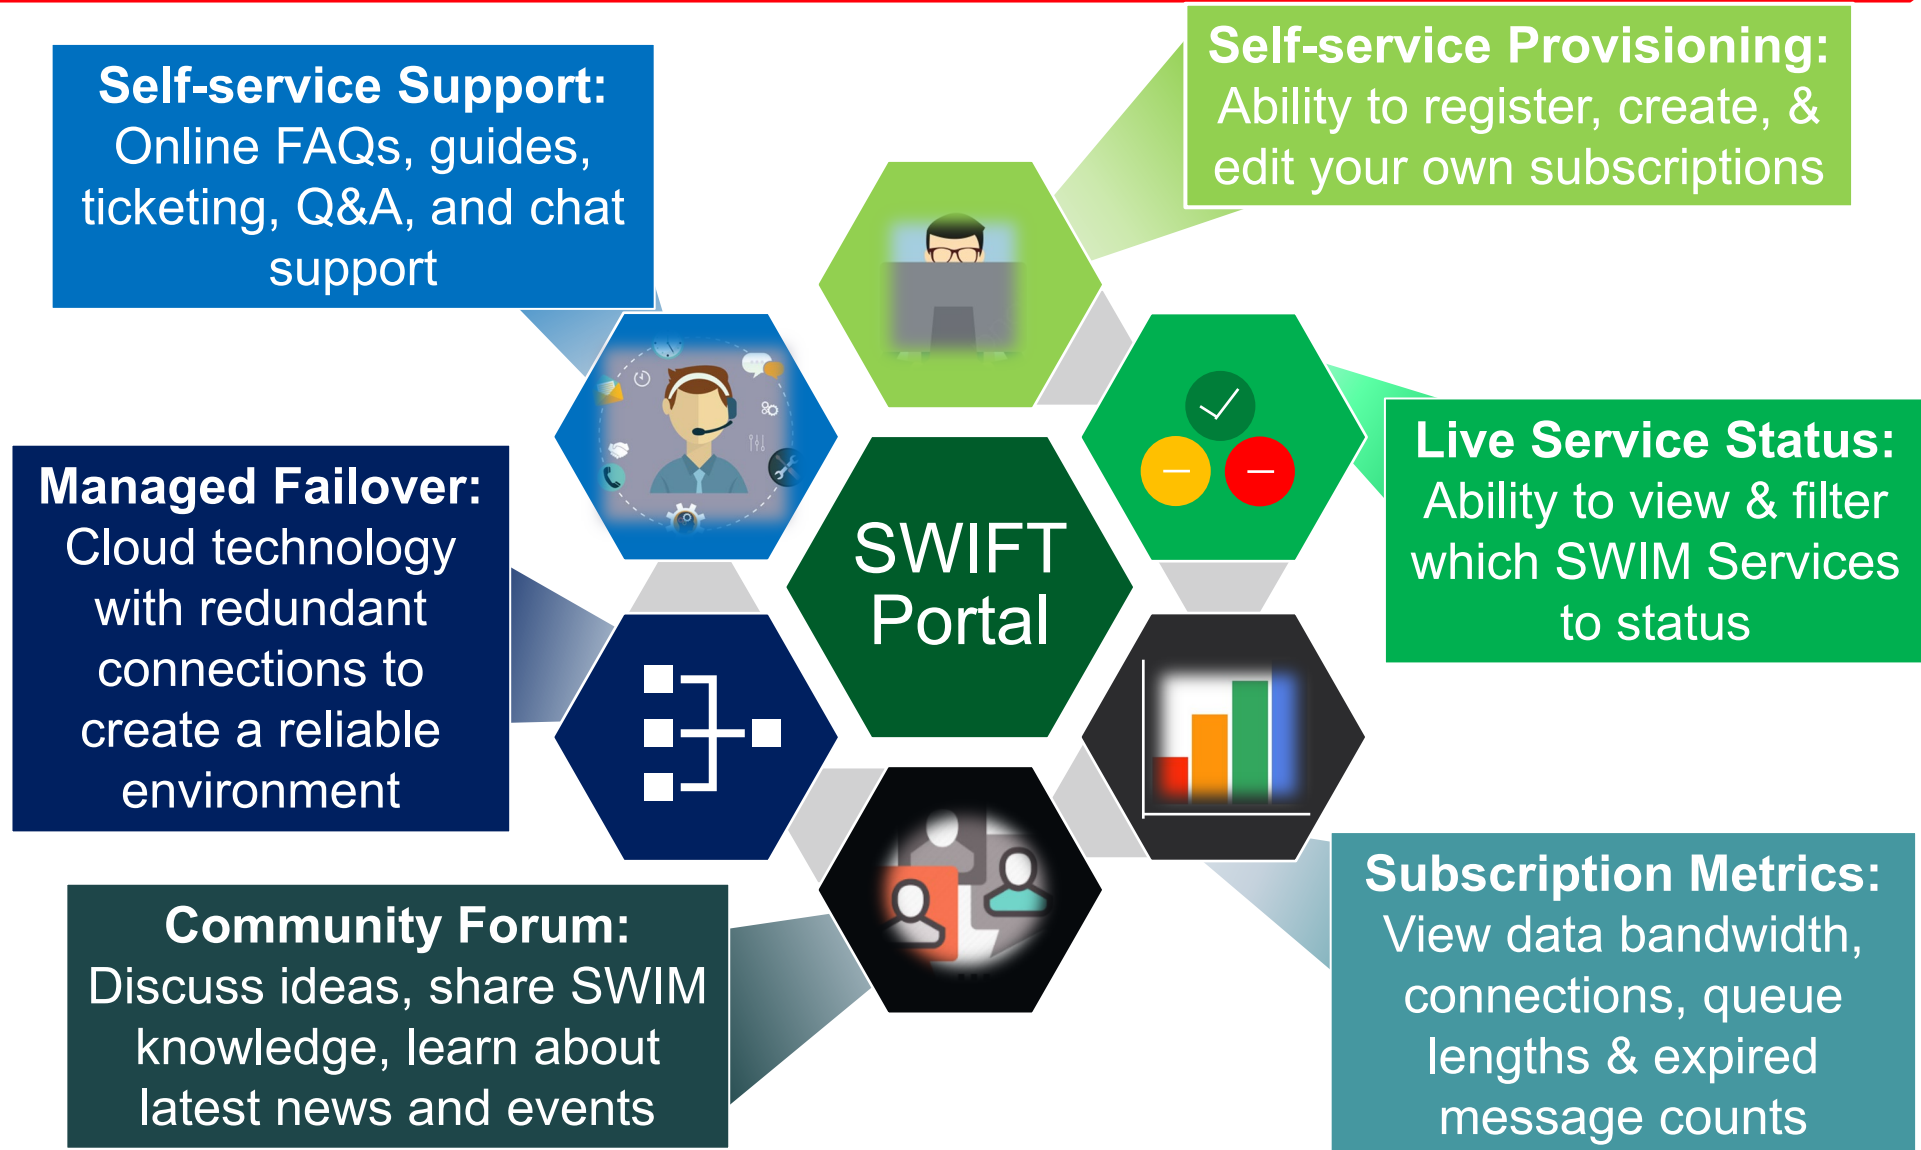 Self-service Support:
Online FAQs, guides,
ticketing, Q&A, and chat
support
Self-service Provisioning:
Ability to register, create, &
edit your own subscriptions
Managed Failover:
Cloud technology
with redundant
connections to
create a reliable
environment
SWIFT
Portal
Live Service Status:
Ability to view & filter
which SWIM Services
to status
Community Forum:
Discuss ideas, share SWIM
knowledge, learn about
latest news and events
Subscription Metrics:
View data bandwidth,
connections, queue
lengths & expired
message counts